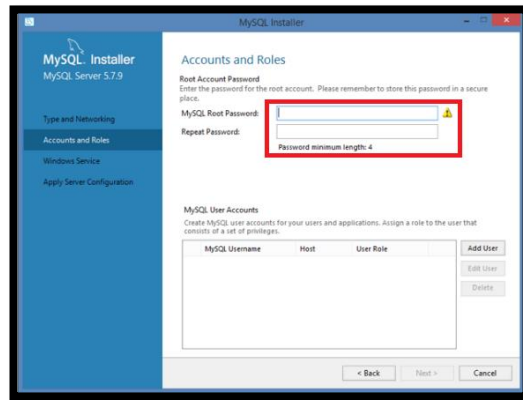 MySQL Installer
MySQL. Installer
MySQL Server 5.7.9
Type and Networking
Accounts and Roles
Windows Service
Apply Server Configuration
Accounts and Roles
Root Account Password
Enter the password for the root account. Please remember to store this password in a secure
place.
MySQL Root Password:
Repeat Password:
Password minimum length: 4
MySQL User Accounts
Create MySQL user accounts for your users and applications. Assign a role to the user that
consists of a set of privileges.
MySQL Username Host User Role
Add User
Edit User
Delete
< Back Next > Cancel